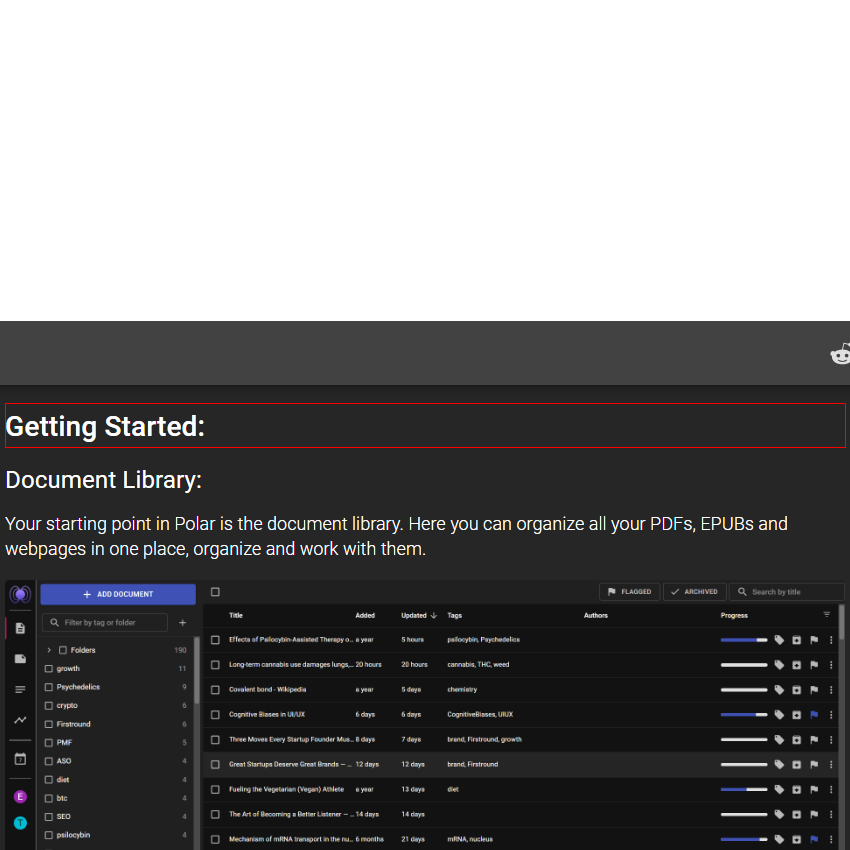 Getting Started:
Document Library:
Your starting point in Polar is the document library. Here you can organize all your PDFs, EPUBs and
webpages in one place, organize and work with them.
+ ADD DOCUMENT
FLAGGED ARCHIVED Search by title
Filter by tag or folder +
Title Added Updated Tags Authors Progress
Folders 190
growth 11
Psychedelics 9
crypto 6
Firstround 6
PMF 5
ASO 4
diet 4
btc 4
SEO 4
psilocybin 4
Effects of Psilocybin-Assisted Therapy o... a year 5 hours psilocybin, Psychedelics
Long-term cannabis use damages lungs,... 20 hours 20 hours cannabis, THC, weed
Covalent bond - Wikipedia a year 5 days chemistry
Cognitive Biases in UI/UX 6 days 6 days CognitiveBiases, UIUX
Three Moves Every Startup Founder Mus... 8 days 7 days brand, Firstround, growth
Great Startups Deserve Great Brands — ... 12 days 12 days brand, Firstround
Fueling the Vegetarian (Vegan) Athlete a year 13 days diet
The Art of Becoming a Better Listener — ... 14 days 14 days
Mechanism of mRNA transport in the nu... 6 months 21 days mRNA, nucleus
E
T